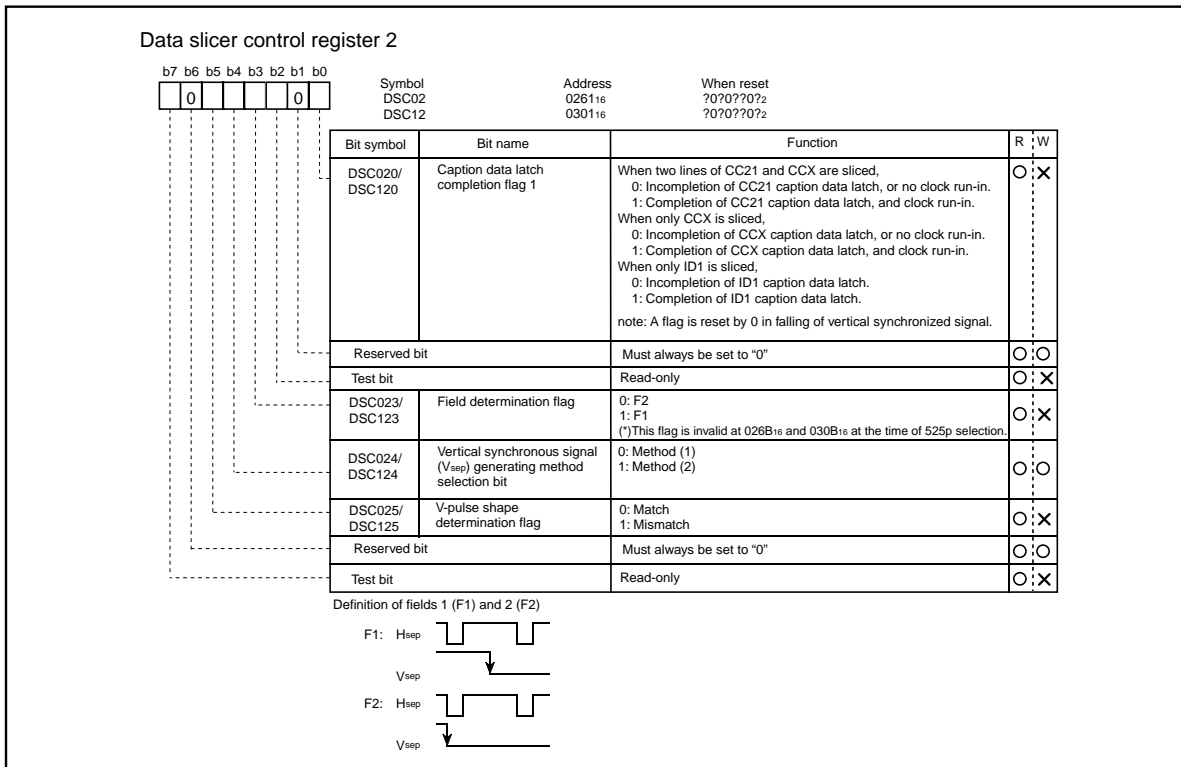 Data slicer control register 2
b7 b6 b5 b4 b3 b2 b1 b0
0 0
Symbol Address When reset
DSC02 026116 ?0?0??0?2
DSC12 030116 ?0?0??0?2
Bit symbol Bit name Function R W
DSC020/
DSC120
Caption data latch
completion flag 1
When two lines of CC21 and CCX are sliced,
0: Incompletion of CC21 caption data latch, or no clock run-in.
1: Completion of CC21 caption data latch, and clock run-in.
When only CCX is sliced,
0: Incompletion of CCX caption data latch, or no clock run-in.
1: Completion of CCX caption data latch, and clock run-in.
When only ID1 is sliced,
0: Incompletion of ID1 caption data latch.
1: Completion of ID1 caption data latch.
note: A flag is reset by 0 in falling of vertical synchronized signal.
Reserved bit Must always be set to “0”
Test bit Read-only
DSC023/
DSC123
Field determination flag
0: F2
1: F1
(*)This flag is invalid at 026B16 and 030B16 at the time of 525p selection.
DSC024/
DSC124
Vertical synchronous signal
(Vsep) generating method
selection bit
0: Method (1)
1: Method (2)
DSC025/
DSC125
V-pulse shape
determination flag
0: Match
1: Mismatch
Reserved bit Must always be set to “0”
Test bit Read-only
Definition of fields 1 (F1) and 2 (F2)
F1: Hsep
Vsep
F2: Hsep
Vsep